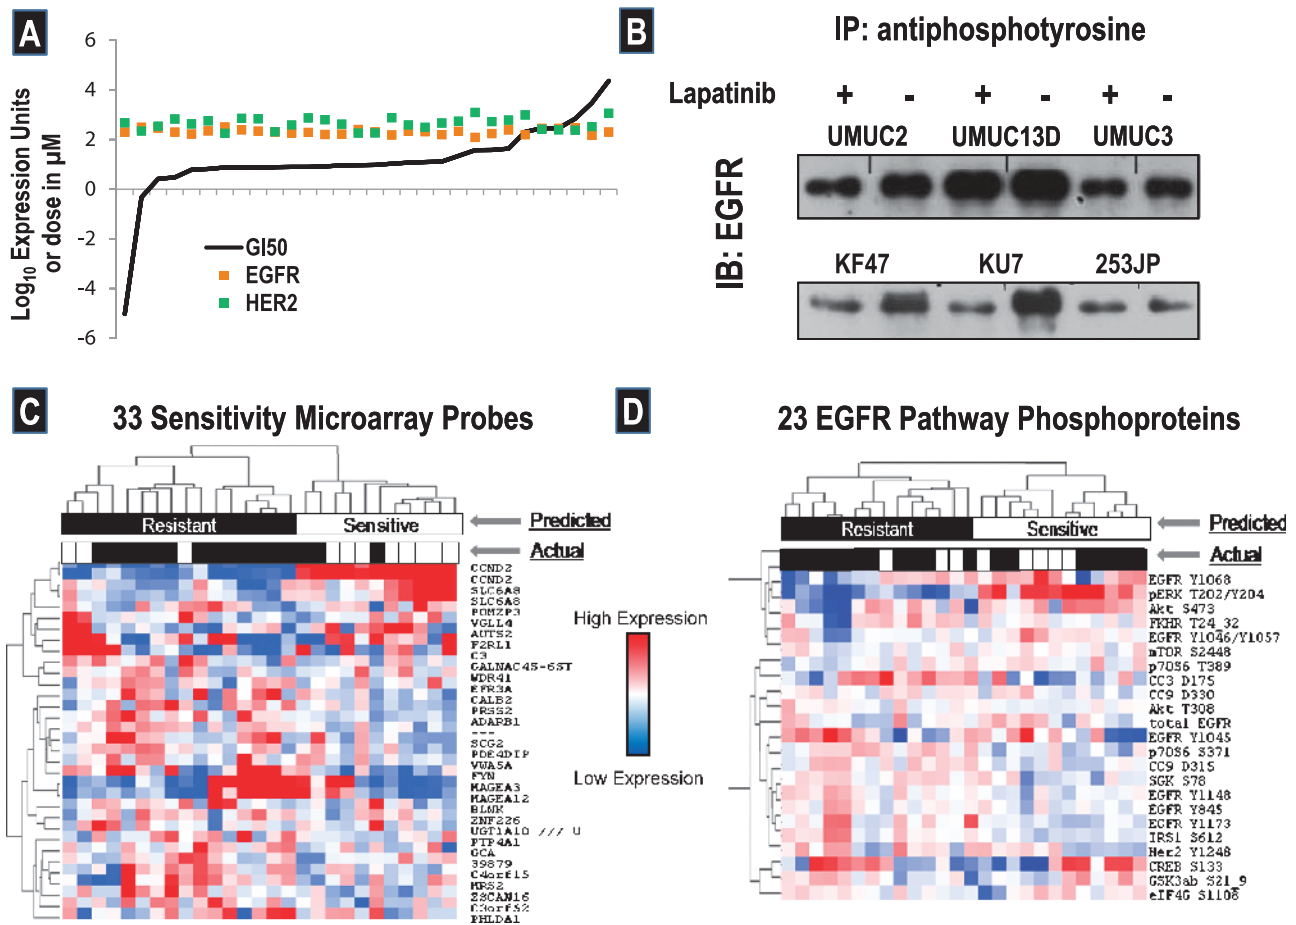 A
6
4
2
0
-2
-4
-6
Log10 Expression Units
or dose in µM
GI50
EGFR
HER2
B
IP: antiphosphotyrosine
Lapatinib + - + - + -
UMUC2 UMUC13D UMUC3
IB: EGFR
KF47 KU7 253JP
C
33 Sensitivity Microarray Probes
Resistant Sensitive Predicted
Actual
CCND2
CCND2
SLC6A8
SLC6A8
POMZP3
VGLL4
AUTS2
F2RL1
C3
GALNAC4S-6ST
WDR41
EFR3A
CALB2
PRSS2
ADARB1
---
SCG2
PDE4DIP
VWA5A
FYN
MAGEA3
MAGEA12
BLNK
ZNF226
UGT1A10 /// U
PTP4A1
GCA
39879
C4orf15
MRS2
ZSCAN16
C3orf52
PHLDA1
High Expression
Low Expression
D
23 EGFR Pathway Phosphoproteins
Resistant Sensitive Predicted
Actual
EGFR Y1068
pERK T202/Y204
Akt S473
FKHR T24_32
EGFR Y1046/Y1057
mTOR S2448
p70S6 T389
CC3 D175
CC9 D330
Akt T308
total EGFR
EGFR Y1045
p70S6 S371
CC9 D315
SGK S78
EGFR Y1148
EGFR Y845
EGFR Y1173
IRS1 S612
Her2 Y1248
CREB S133
GSK3ab S21_9
eIF4G S1108